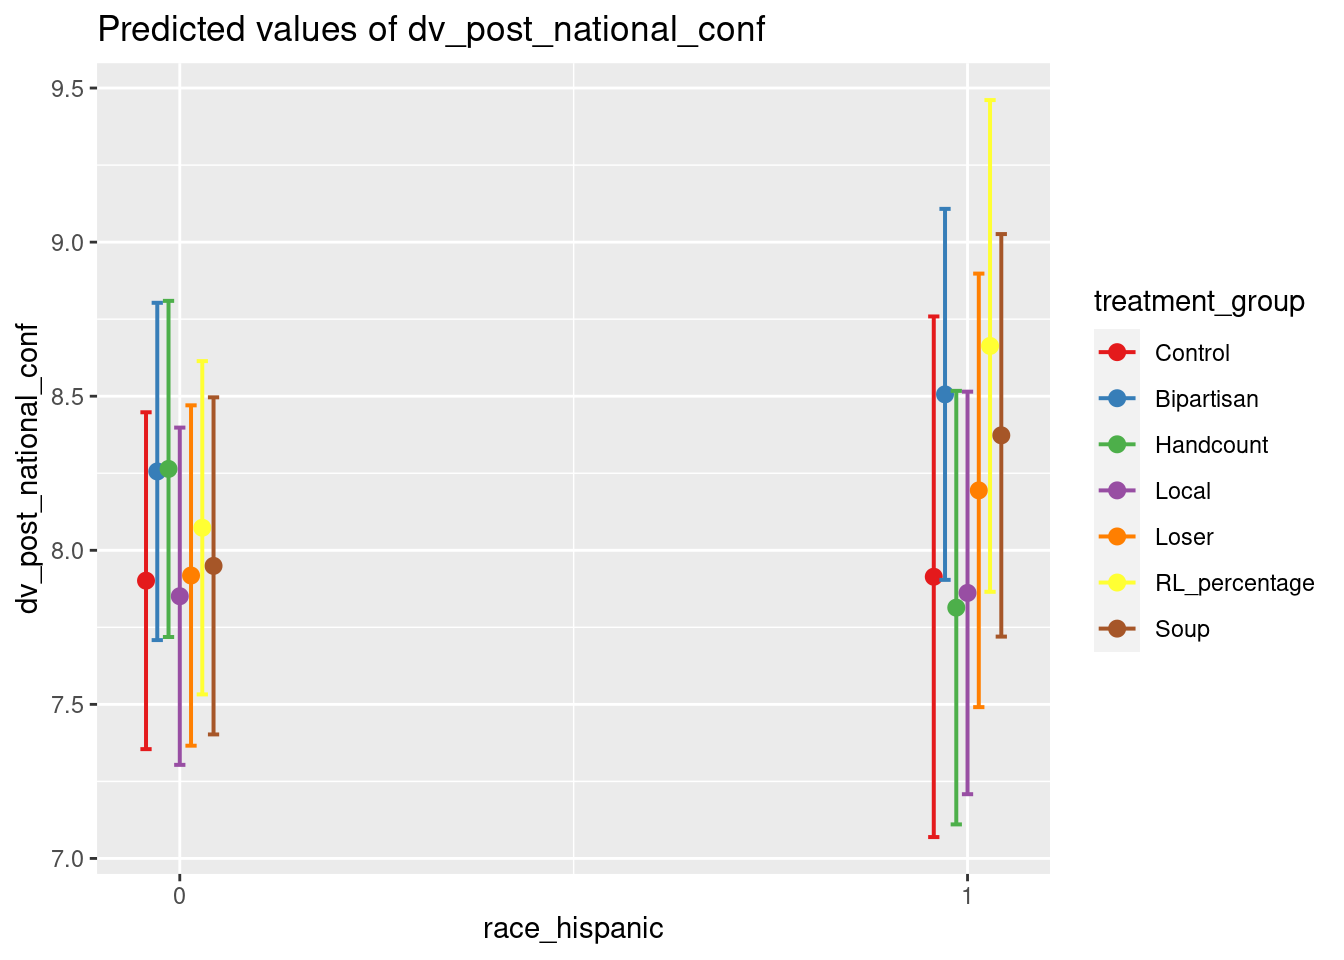 Predicted values of dv_post_national_conf
dv_post_national_conf
9.5
9.0
8.5
8.0
7.5
7.0
0
1
race_hispanic
treatment_group
Control
Bipartisan
Handcount
Local
Loser
RL_percentage
Soup